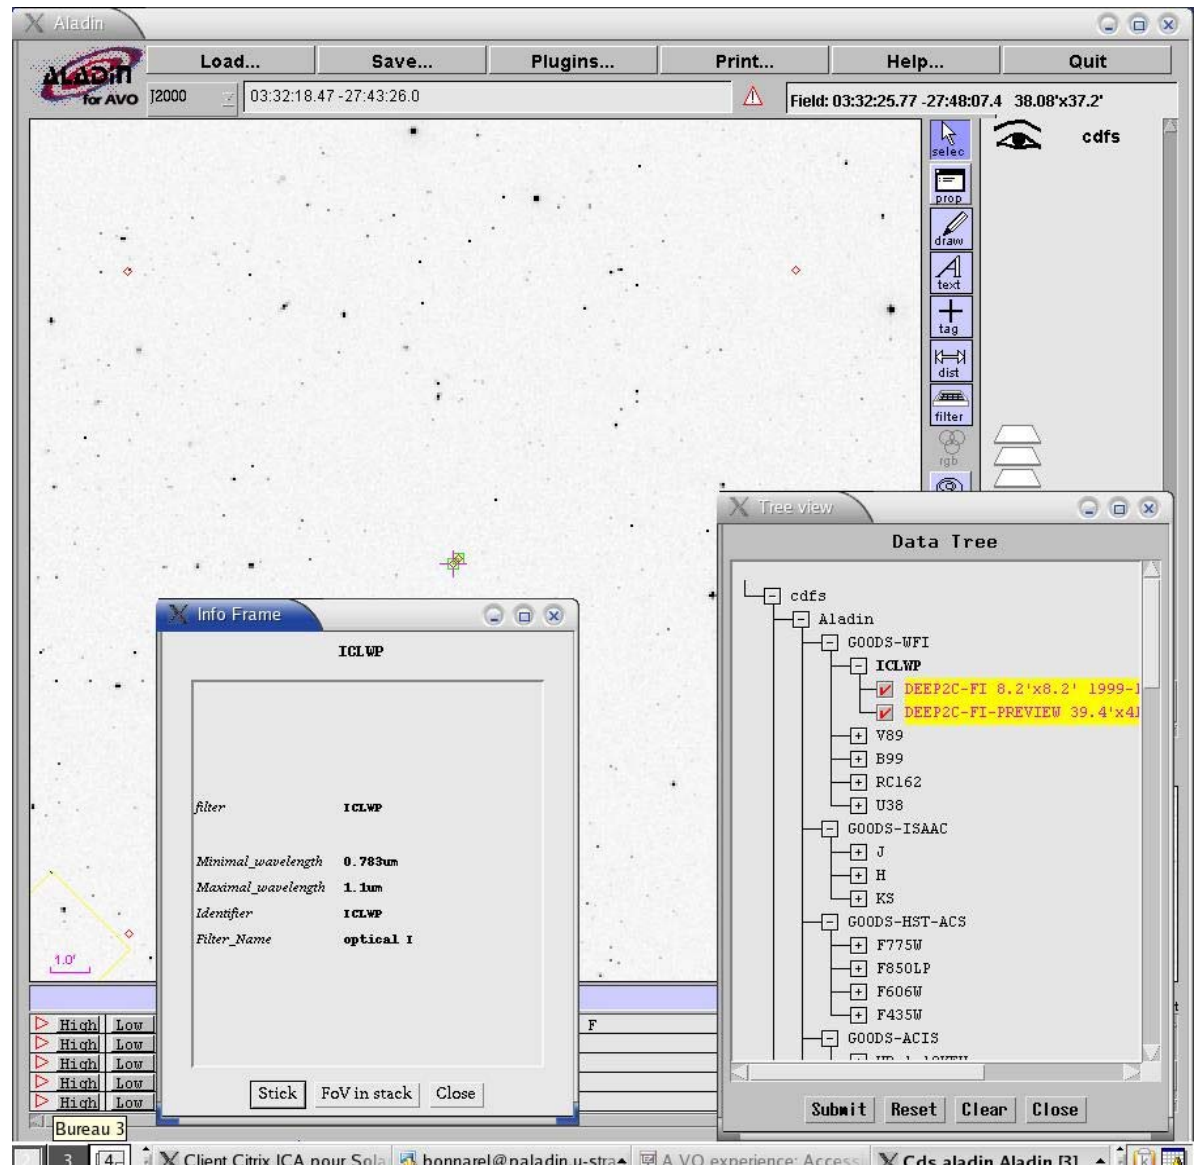 Aladin
Load... Save... Plugins... Print... Help... Quit
ALADIN
for AVO
J2000 03:32:18.47 -27:43:26.0 Field: 03:32:25.77 -27:48:07.4 38.08'x37.2'
selec
cdfs
prop
draw
text
tag
dist
filter
rgb
Tree view
Data Tree
cdfs
Aladin
GOODS-WFI
ICLWP
DEEP2C-FI 8.2'x8.2' 1999-1
DEEP2C-FI-PREVIEW 39.4'x41
V89
B99
RC162
U38
GOODS-ISAAC
J
H
KS
GOODS-HST-ACS
F775W
F850LP
F606W
F435W
GOODS-ACIS
Submit Reset Clear Close
Info Frame
ICLWP
filter ICLWP
Minimal_wavelength 0.783um
Maximal_wavelength 1.1um
Identifier ICLWP
Filter_Name optical I
Stick FoV in stack Close
1.0'
High Low F
High Low
High Low
High Low
High Low
Bureau 3
3 4 Client Citrix ICA pour Sola bonnarel@paladin.u-stra A VO experience: Access Cds aladin Aladin [3]